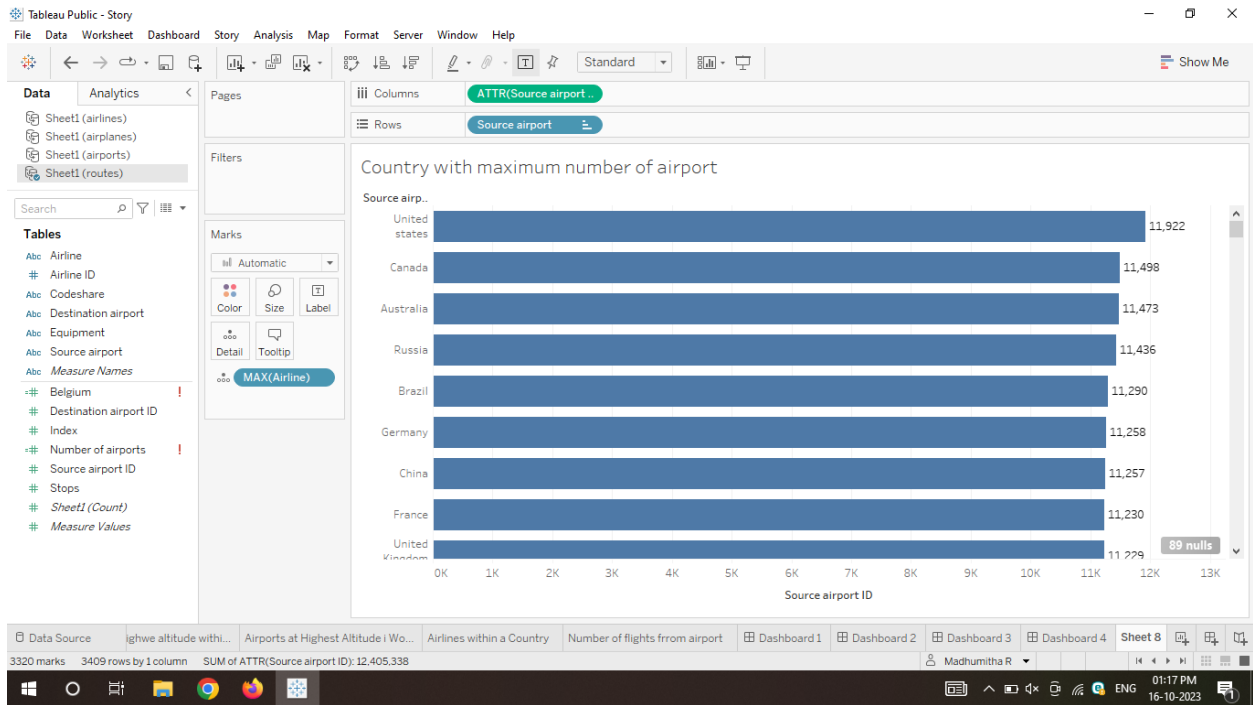 Tableau Public - Story
File Data Worksheet Dashboard Story Analysis Map Format Server Window Help
Standard
Show Me
Data Analytics
Pages
Columns
ATTR(Source airport ..
Sheet1 (airlines)
Sheet1 (airplanes)
Sheet1 (airports)
Sheet1 (routes)
Rows
Source airport
Filters
Search
Tables
Abc Airline
# Airline ID
Abc Codeshare
Abc Destination airport
Abc Equipment
Abc Source airport
Abc Measure Names
=# Belgium !
# Destination airport ID
# Index
=# Number of airports !
# Source airport ID
# Stops
# Sheet1 (Count)
# Measure Values
Marks
Automatic
Color Size Label
Detail Tooltip
MAX(Airline)
Country with maximum number of airport
Source airp..
United
states
11,922
Canada
11,498
Australia
11,473
Russia
11,436
Brazil
11,290
Germany
11,258
China
11,257
France
11,230
United
Kingdom
11,229
89 nulls
0K 1K 2K 3K 4K 5K 6K 7K 8K 9K 10K 11K 12K 13K
Source airport ID
Data Source ighwe altitude withi... Airports at Highest Altitude i Wo... Airlines within a Country Number of flights frrom airport Dashboard 1 Dashboard 2 Dashboard 3 Dashboard 4 Sheet 8
3320 marks 3409 rows by 1 column SUM of ATTR(Source airport ID): 12,405,338 Madhumitha R
ENG
01:17 PM
16-10-2023
1